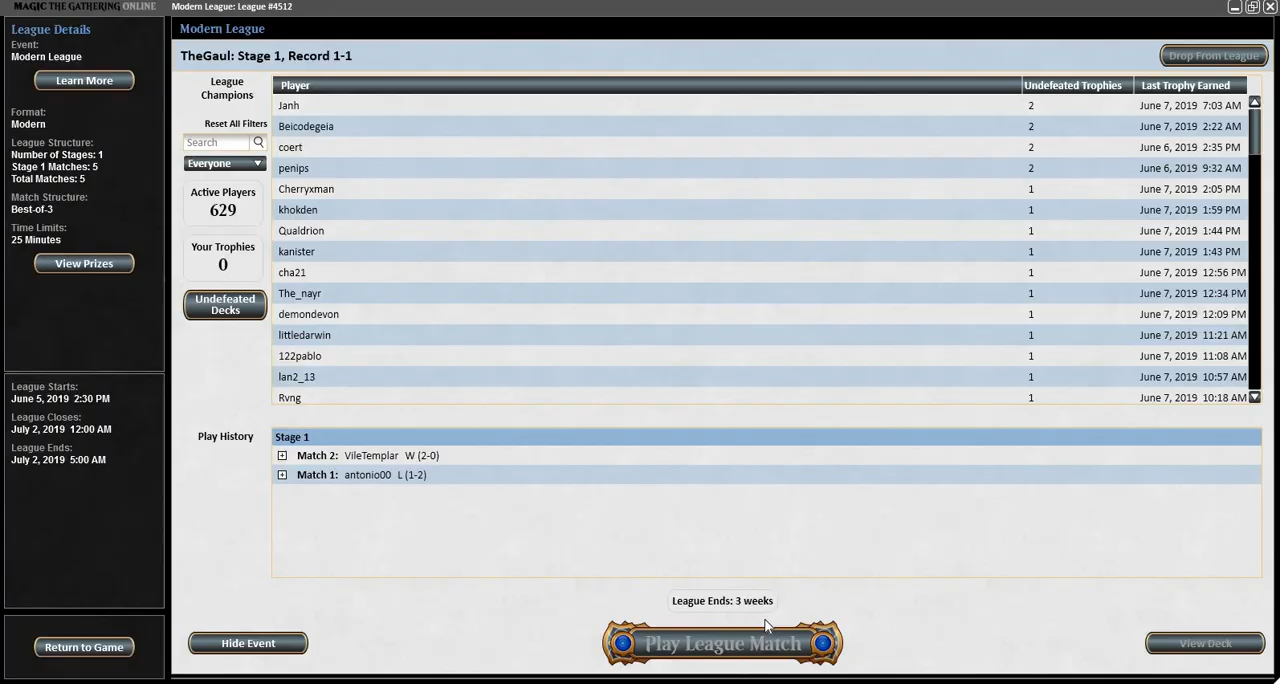 MAGIC THE GATHERING ONLINE
Modern League: League #4512
League Details
Event:
Modern League
Learn More
Format:
Modern
League Structure:
Number of Stages: 1
Stage 1 Matches: 5
Total Matches: 5
Match Structure:
Best-of-3
Time Limits:
25 Minutes
View Prizes
League Starts:
June 5, 2019 2:30 PM
League Closes:
July 2, 2019 12:00 AM
League Ends:
July 2, 2019 5:00 AM
Return to Game
Modern League
TheGaul: Stage 1, Record 1-1
Drop From League
League
Champions
Reset All Filters
Search
Everyone
Active Players
629
Your Trophies
0
Undefeated
Decks
Player Undefeated Trophies Last Trophy Earned
Janh 2 June 7, 2019 7:03 AM
Beicodegeia 2 June 7, 2019 2:22 AM
coert 2 June 6, 2019 2:35 PM
penips 2 June 6, 2019 9:32 AM
Cherryxman 1 June 7, 2019 2:05 PM
khokden 1 June 7, 2019 1:59 PM
Qualdrion 1 June 7, 2019 1:44 PM
kanister 1 June 7, 2019 1:43 PM
cha21 1 June 7, 2019 12:56 PM
The_nayr 1 June 7, 2019 12:34 PM
demondevon 1 June 7, 2019 12:09 PM
littledarwin 1 June 7, 2019 11:21 AM
122pablo 1 June 7, 2019 11:08 AM
lan2_13 1 June 7, 2019 10:57 AM
Rvng 1 June 7, 2019 10:18 AM
Play History
Stage 1
Match 2: VileTemplar W (2-0)
Match 1: antonio00 L (1-2)
League Ends: 3 weeks
Hide Event
Play League Match
View Deck